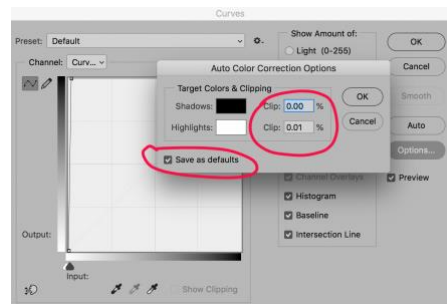 Curves
Preset: Default
Channel: Curv...
Show Amount of:
Light (0-255)
OK
Cancel
Smooth
Auto
Options...
Preview
Auto Color Correction Options
Target Colors & Clipping
Shadows: Clip: 0.00 %
Highlights: Clip: 0.01 %
OK
Cancel
Save as defaults
Channel Overlays
Histogram
Baseline
Intersection Line
Output:
Input:
Show Clipping